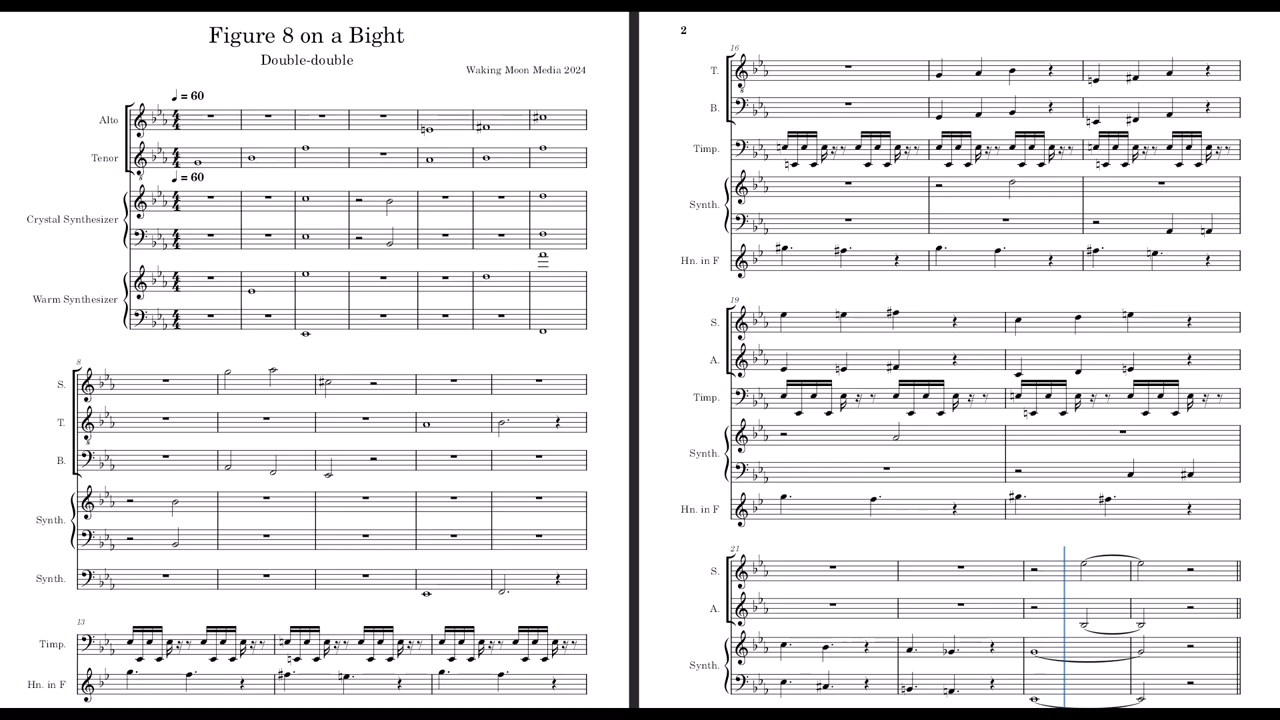 Figure 8 on a Bight
Double-double
Waking Moon Media 2024
♩ = 60
Alto
Tenor
♩ = 60
Crystal Synthesizer
Warm Synthesizer
8
S.
T.
B.
Synth.
Synth.
13
Timp.
Hn. in F
2
16
T.
B.
Timp.
Synth.
Hn. in F
19
S.
A.
Timp.
Synth.
Hn. in F
21
S.
A.
Synth.